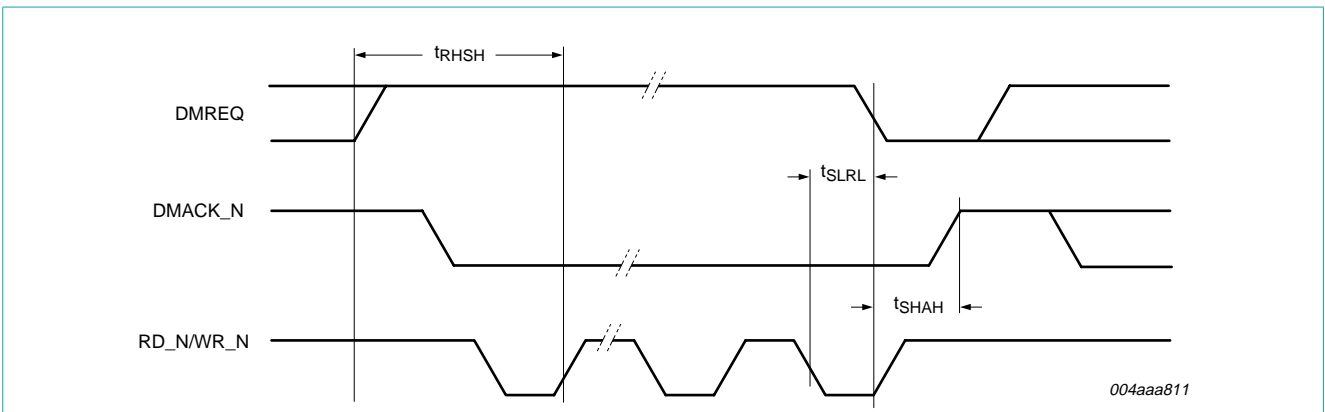 tRHSH
DMREQ
tSLRL
DMACK_N
tSHAH
RD_N/WR_N
004aaa811